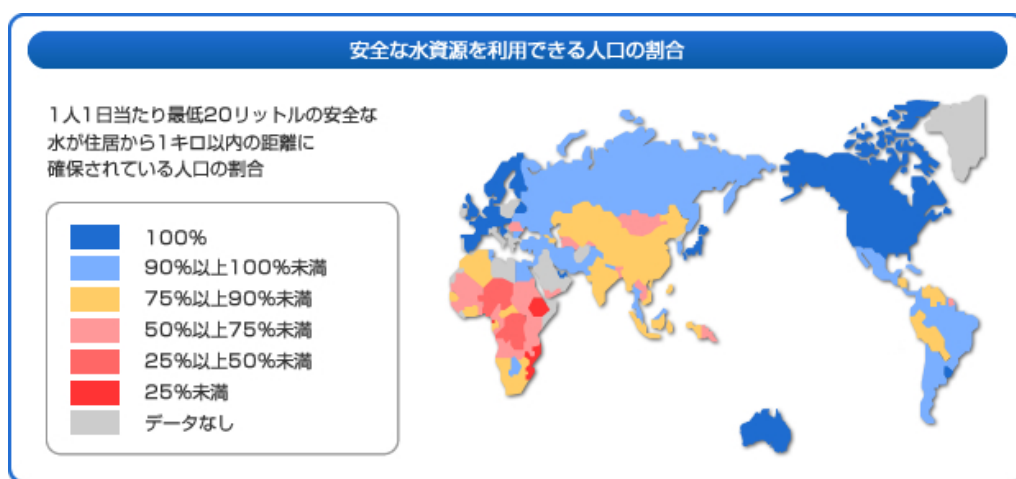 安全な水資源を利用できる人口の割合
1人1日当たり最低20リットルの安全な
水が住居から1キロ以内の距離に
確保されている人口の割合
100%
90%以上100%未満
75%以上90%未満
50%以上75%未満
25%以上50%未満
25%未満
データなし